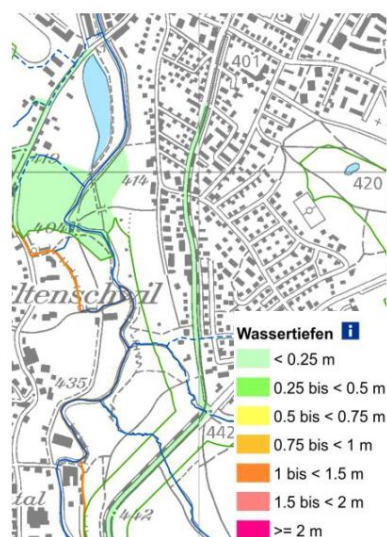 401
419
414
420
404
ltenschwil
435
442
tal
442
Wassertiefen i
< 0.25 m
0.25 bis < 0.5 m
0.5 bis < 0.75 m
0.75 bis < 1 m
1 bis < 1.5 m
1.5 bis < 2 m
>= 2 m